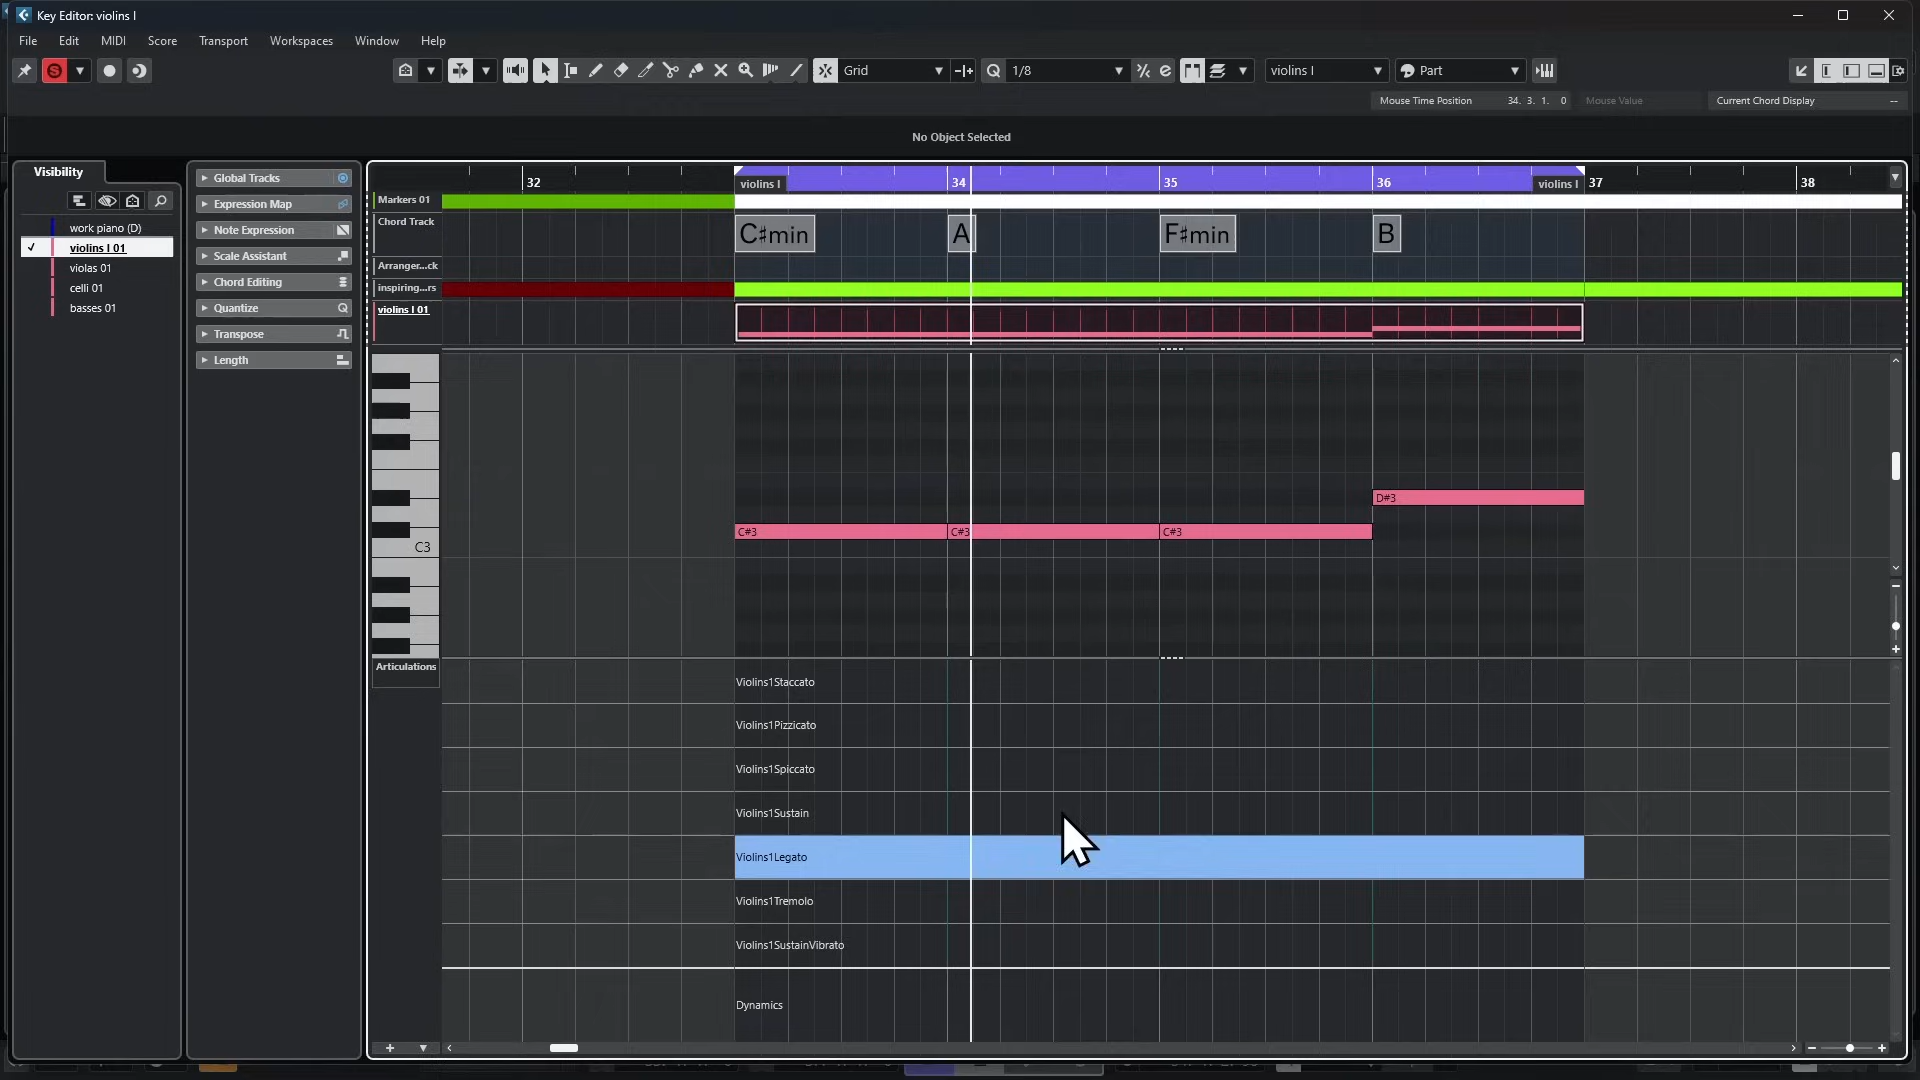 Key Editor: violins I
File Edit MIDI Score Transport Workspaces Window Help
S Grid Q 1/8 e violins I Part
Mouse Time Position 34. 3. 1. 0 Mouse Value Current Chord Display --
No Object Selected
Visibility
work piano (D)
violins I 01
violas 01
celli 01
basses 01
Global Tracks
Expression Map
Note Expression
Scale Assistant
Chord Editing
Quantize Q
Transpose
Length
32 violins I 34 35 36 violins I 37 38
Markers 01
Chord Track C♯min A F♯min B
Arranger...ck
inspiring...rs
violins I 01
D#3
C#3 C#3 C#3
C3
Articulations
Violins1Staccato
Violins1Pizzicato
Violins1Spiccato
Violins1Sustain
Violins1Legato
Violins1Tremolo
Violins1SustainVibrato
Dynamics